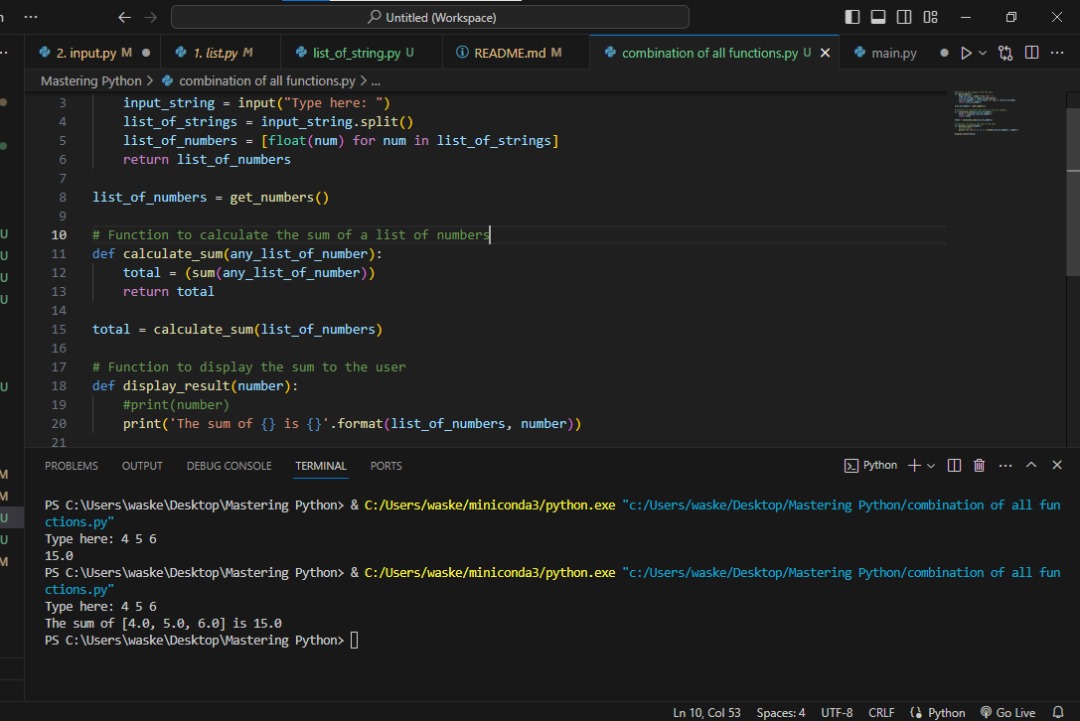 Untitled (Workspace)
2. input.py M
1. list.py M
list_of_string.py U
README.md M
combination of all functions.py U
main.py
Mastering Python > combination of all functions.py > ...
3 input_string = input("Type here: ")
4 list_of_strings = input_string.split()
5 list_of_numbers = [float(num) for num in list_of_strings]
6 return list_of_numbers
7
8 list_of_numbers = get_numbers()
9
10 # Function to calculate the sum of a list of numbers
11 def calculate_sum(any_list_of_number):
12 total = (sum(any_list_of_number))
13 return total
14
15 total = calculate_sum(list_of_numbers)
16
17 # Function to display the sum to the user
18 def display_result(number):
19 #print(number)
20 print('The sum of {} is {}'.format(list_of_numbers, number))
21
U
U
U
U
U
M
M
U
U
M
PROBLEMS OUTPUT DEBUG CONSOLE TERMINAL PORTS
Python
PS C:\Users\waske\Desktop\Mastering Python> & C:/Users/waske/miniconda3/python.exe "c:/Users/waske/Desktop/Mastering Python/combination of all fun
ctions.py"
Type here: 4 5 6
15.0
PS C:\Users\waske\Desktop\Mastering Python> & C:/Users/waske/miniconda3/python.exe "c:/Users/waske/Desktop/Mastering Python/combination of all fun
ctions.py"
Type here: 4 5 6
The sum of [4.0, 5.0, 6.0] is 15.0
PS C:\Users\waske\Desktop\Mastering Python>
Ln 10, Col 53 Spaces: 4 UTF-8 CRLF Python Go Live